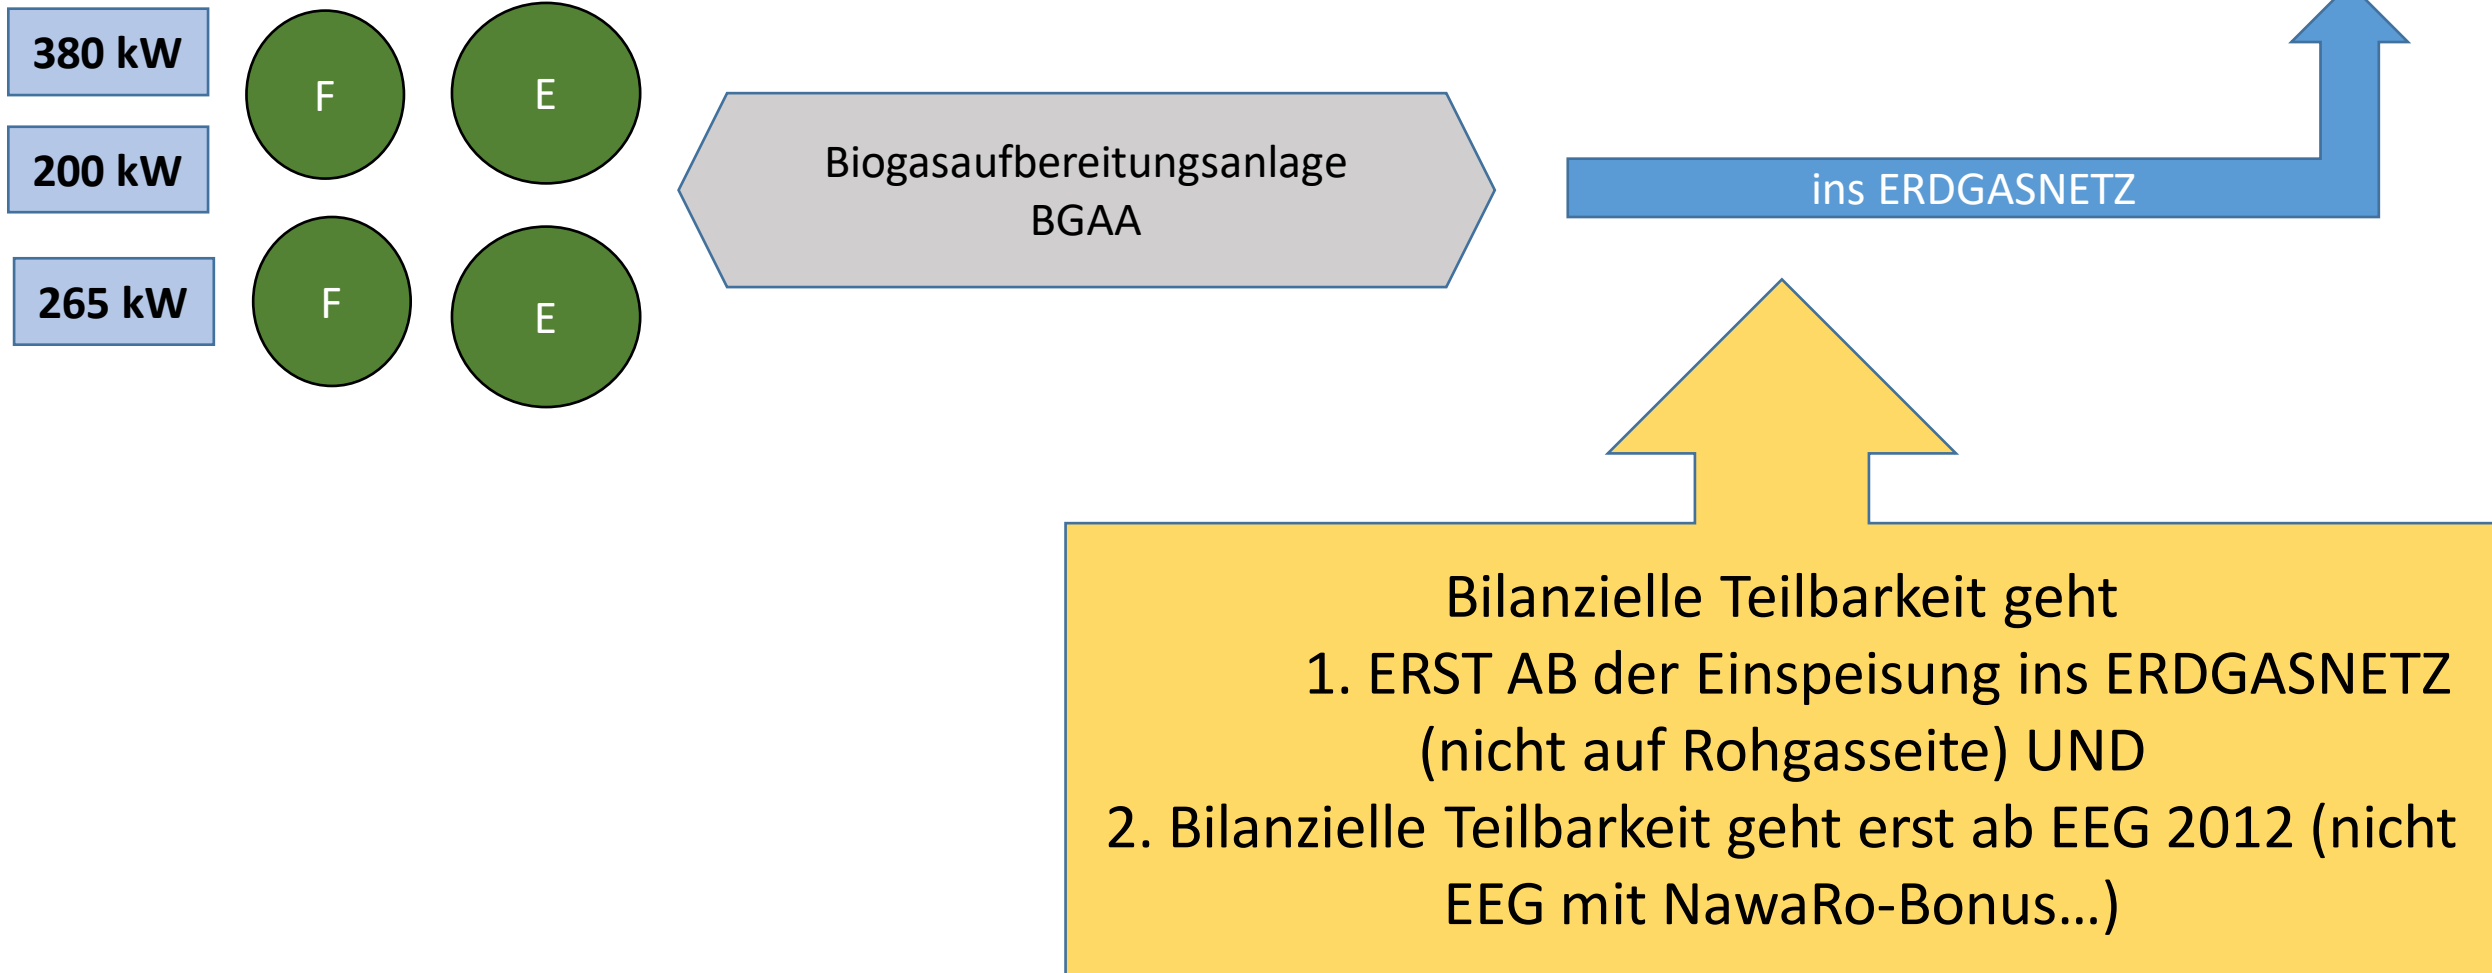 380 kW
200 kW
265 kW
F
E
F
E
Biogasaufbereitungsanlage
BGAA
ins ERDGASNETZ
Bilanzielle Teilbarkeit geht
1. ERST AB der Einspeisung ins ERDGASNETZ
(nicht auf Rohgasseite) UND
2. Bilanzielle Teilbarkeit geht erst ab EEG 2012 (nicht
EEG mit NawaRo-Bonus...)